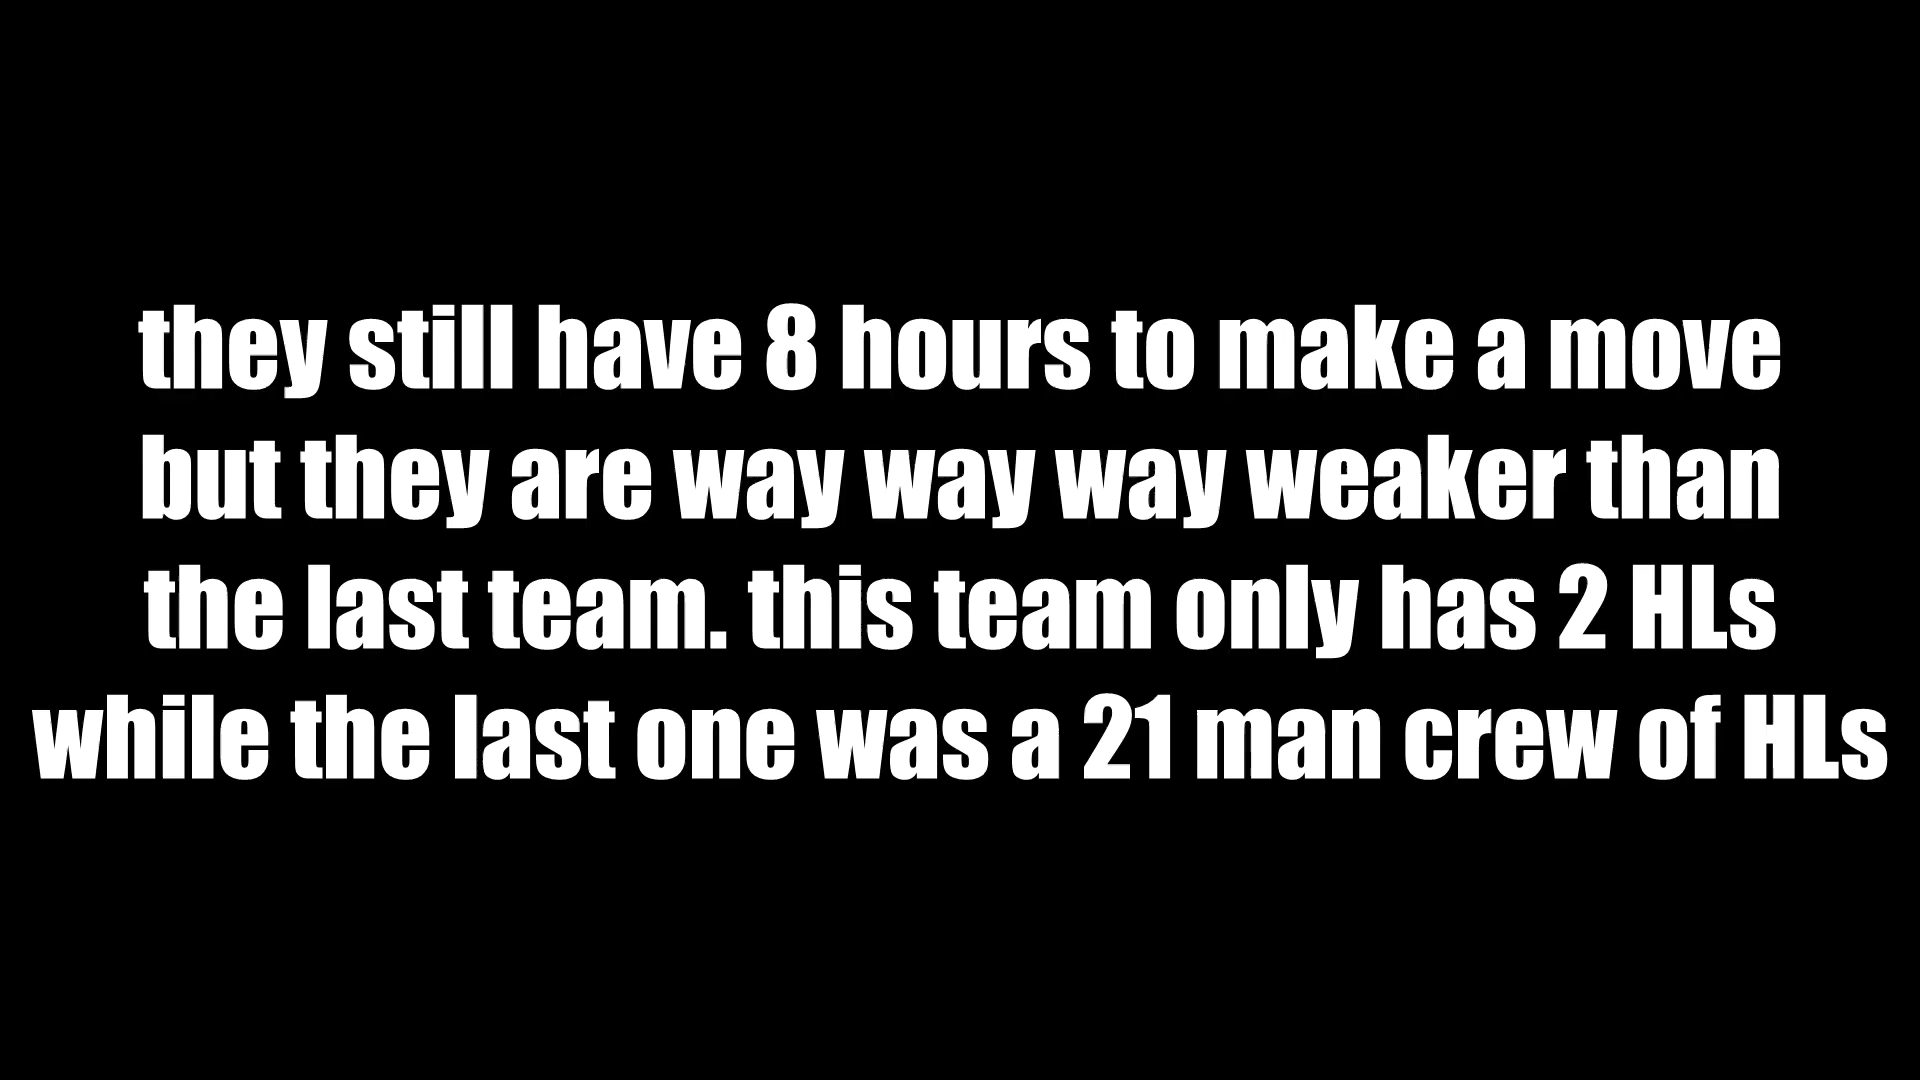 they still have 8 hours to make a move
but they are way way way weaker than
the last team. this team only has 2 HLs
while the last one was a 21 man crew of HLs